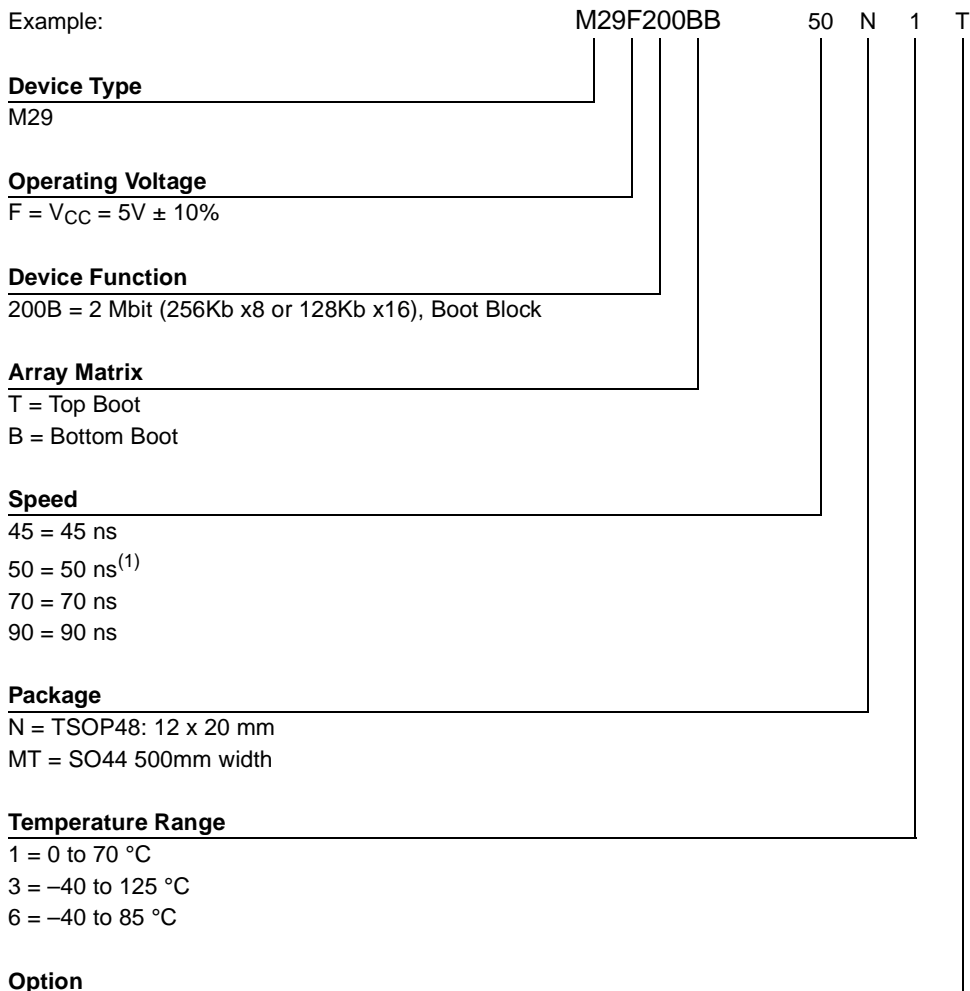 Example: M29F200BB 50 N 1 T
Device Type
M29
Operating Voltage
F = VCC = 5V ± 10%
Device Function
200B = 2 Mbit (256Kb x8 or 128Kb x16), Boot Block
Array Matrix
T = Top Boot
B = Bottom Boot
Speed
45 = 45 ns
50 = 50 ns(1)
70 = 70 ns
90 = 90 ns
Package
N = TSOP48: 12 x 20 mm
MT = SO44 500mm width
Temperature Range
1 = 0 to 70 °C
3 = –40 to 125 °C
6 = –40 to 85 °C
Option